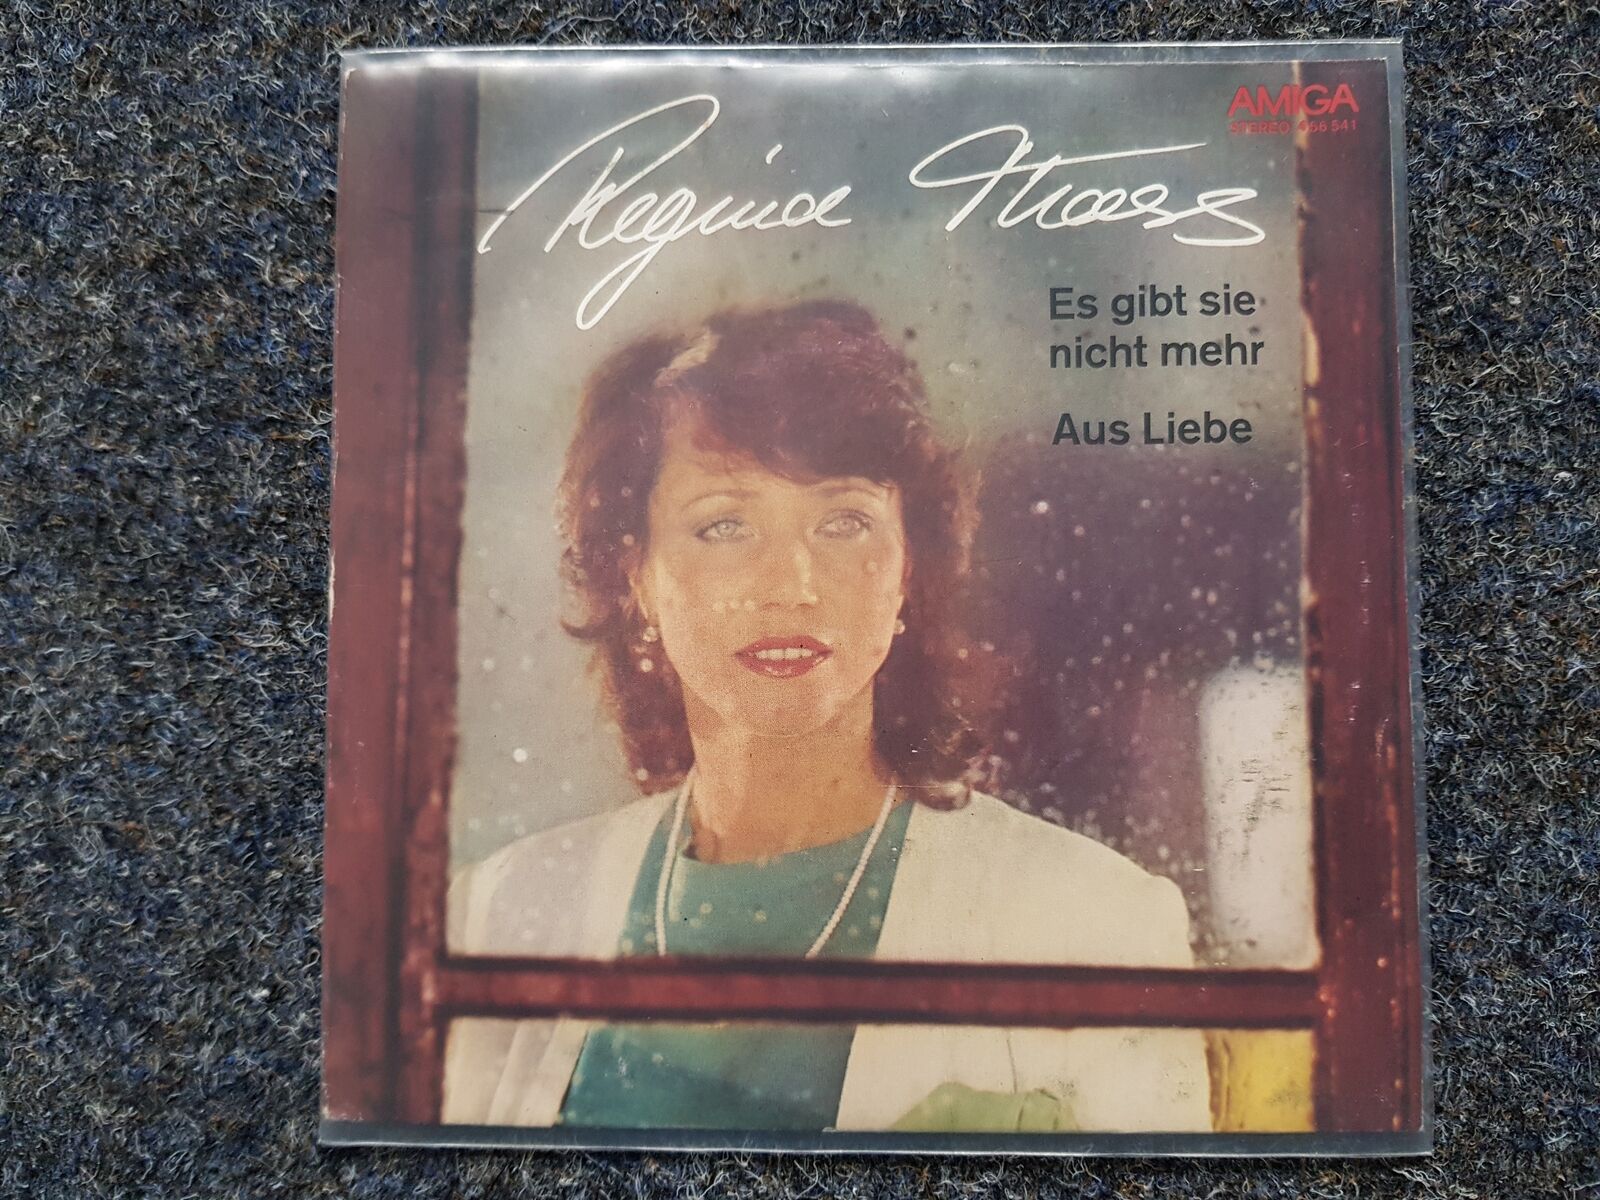 AMIGA
STEREO 456 541
Regina Thoss
Es gibt sie
nicht mehr
Aus Liebe